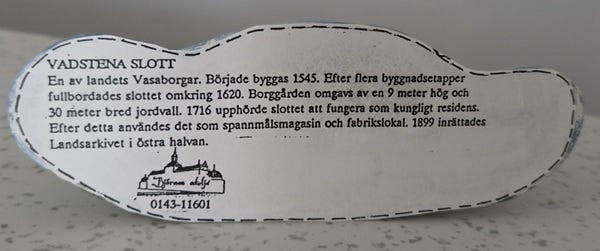 VADSTENA SLOTT
En av landets Vasaborgar. Började byggas 1545. Efter flera byggnadsetapper
fullbordades slottet omkring 1620. Borggården omgavs av en 9 meter hög och
30 meter bred jordvall. 1716 upphörde slottet att fungera som kungligt residens.
Efter detta användes det som spannmålsmagasin och fabrikslokal. 1899 inrättades
Landsarkivet i östra halvan.
0143-11601